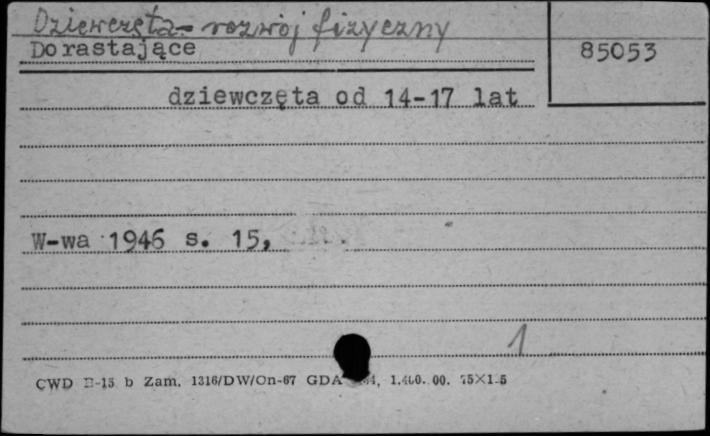 Dziewczęta - rozwój fizyczny
Dorastające
85053
dziewczęta od 14-17 lat
W-wa 1946 s. 15,
1
CWD b Zam. 1316/DW/On-67 GDA